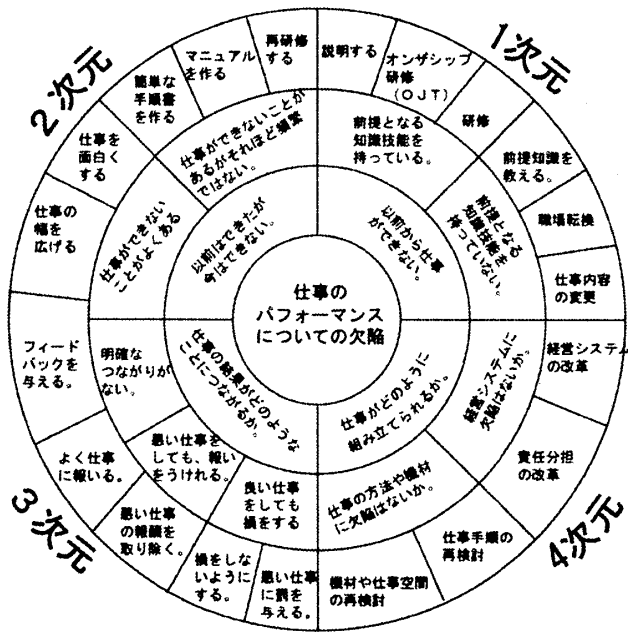 仕事の
パフォーマンス
についての欠陥
1次元
以前から仕事
ができない。
前提となる
知識技能を
持っている。
説明する
オンザシップ
研修
(OJT)
研修
前提となる
知識技能を
持っていない。
前提知識を
教える。
職場転換
仕事内容
の変更
2次元
以前はできたが
今はできない。
仕事ができないことが
あるがそれほど頻繁
ではない。
再研修
する
マニュアル
を作る
簡単な
手順書
を作る
仕事ができない
ことがよくある
仕事を
面白く
する
仕事の
幅を
広げる
3次元
仕事の結果がどのような
ことにつながるか。
明確な
つながりが
ない。
フィード
バックを
与える。
悪い仕事を
しても、報い
をうけれる。
よく仕事
に報いる。
悪い仕事
の報酬を
取り除く。
良い仕事
をしても
損をする
損をしな
いように
する。
悪い仕事
に罰を
与える。
4次元
仕事がどのように
組み立てられるか。
経営システムに
欠陥はないか。
経営システム
の改革
責任分担
の改革
仕事の方法や機材
に欠陥はないか。
仕事手順の
再検討
機材や仕事空間
の再検討